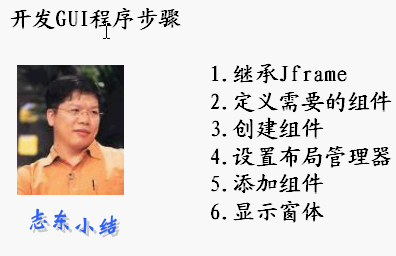 开发GUI程序步骤
1.继承Jframe
2.定义需要的组件
3.创建组件
4.设置布局管理器
5.添加组件
6.显示窗体
志东小结